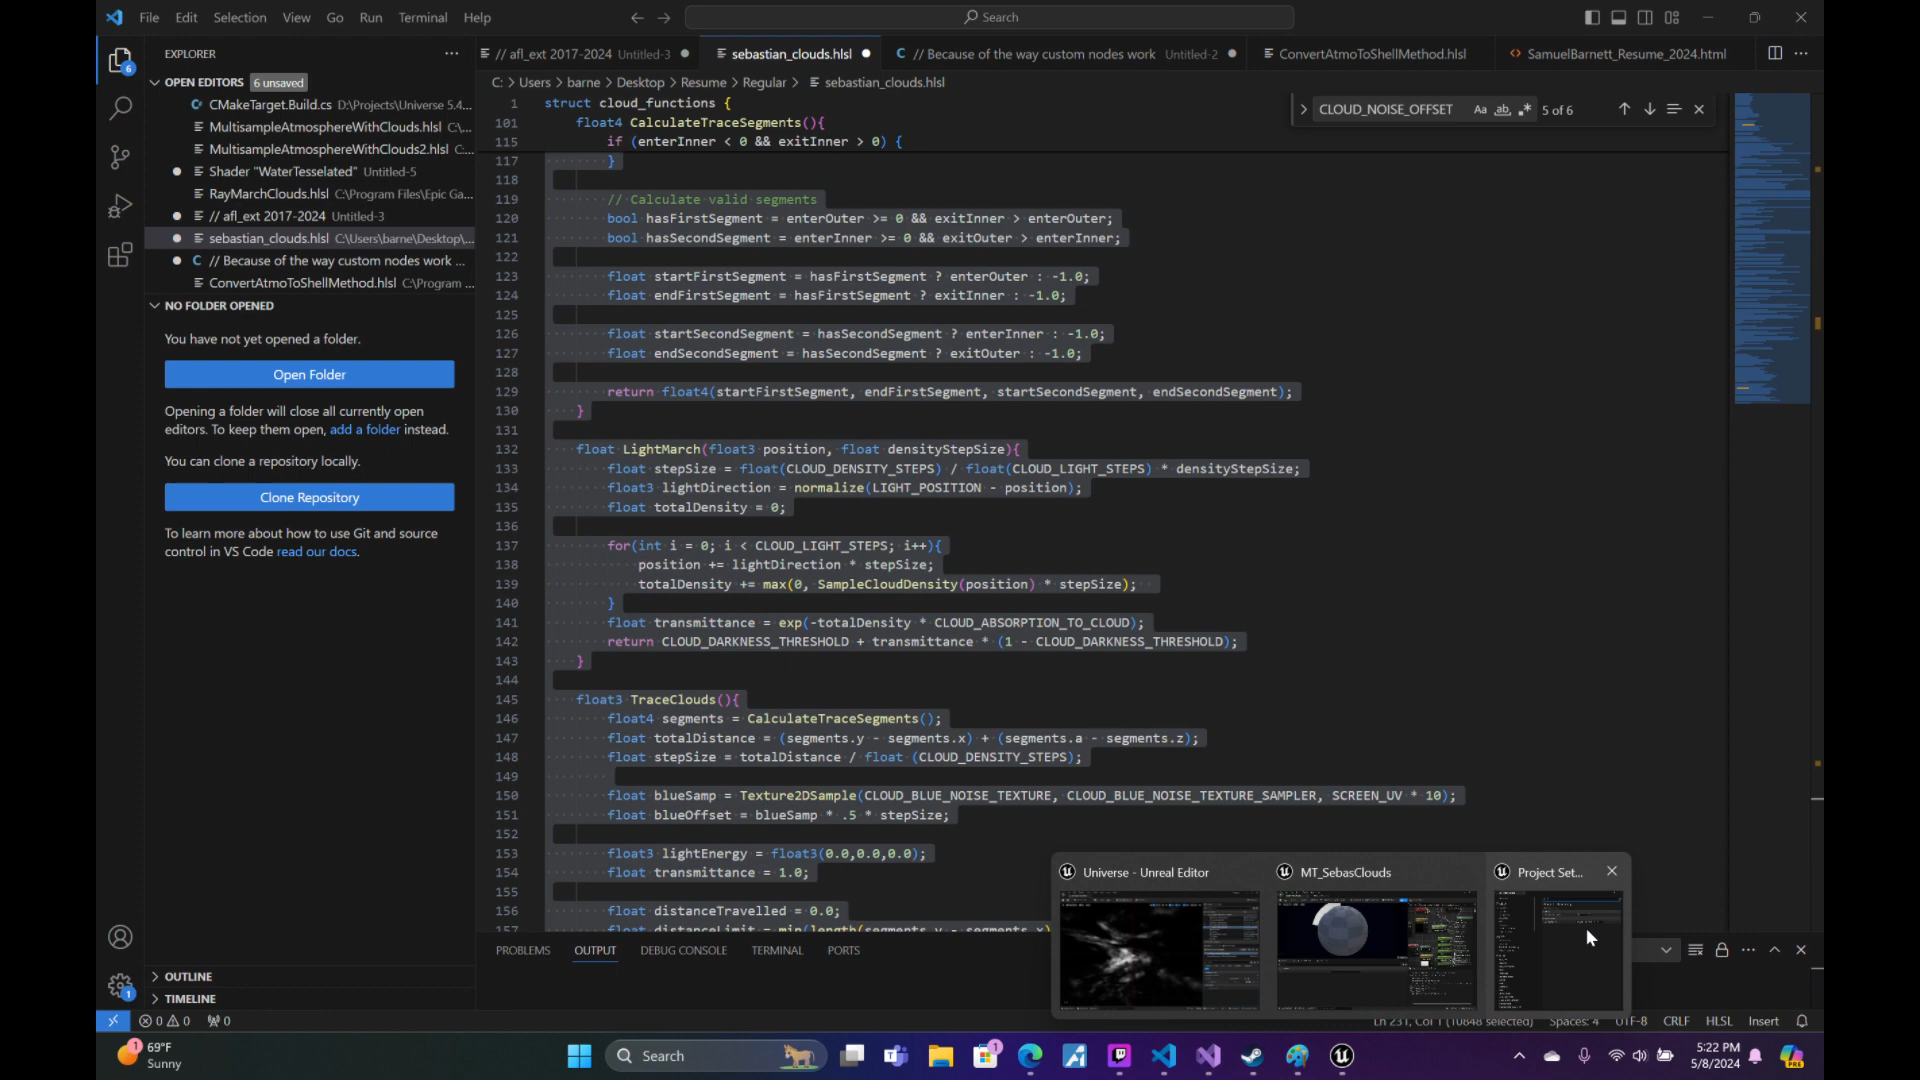 File Edit Selection View Go Run Terminal Help
Search
EXPLORER
OPEN EDITORS 6 unsaved
CMakeTarget.Build.cs D:\Projects\Universe 5.4...
MultisampleAtmosphereWithClouds.hlsl C:\...
MultisampleAtmosphereWithClouds2.hlsl C:...
Shader "WaterTesselated" Untitled-5
RayMarchClouds.hlsl C:\Program Files\Epic Ga...
// afl_ext 2017-2024 Untitled-3
sebastian_clouds.hlsl C:\Users\barne\Desktop\...
// Because of the way custom nodes work ...
ConvertAtmoToShellMethod.hlsl C:\Program ...
NO FOLDER OPENED
You have not yet opened a folder.
Open Folder
Opening a folder will close all currently open
editors. To keep them open, add a folder instead.
You can clone a repository locally.
Clone Repository
To learn more about how to use Git and source
control in VS Code read our docs.
OUTLINE
TIMELINE
// afl_ext 2017-2024 Untitled-3
sebastian_clouds.hlsl
// Because of the way custom nodes work Untitled-2
ConvertAtmoToShellMethod.hlsl
SamuelBarnett_Resume_2024.html
C: > Users > barne > Desktop > Resume > Regular > sebastian_clouds.hlsl
CLOUD_NOISE_OFFSET Aa ab .* 5 of 6
1 struct cloud_functions {
101 float4 CalculateTraceSegments(){
115 if (enterInner < 0 && exitInner > 0) {
117 }
118
119 // Calculate valid segments
120 bool hasFirstSegment = enterOuter >= 0 && exitInner > enterOuter;
121 bool hasSecondSegment = enterInner >= 0 && exitOuter > enterInner;
122
123 float startFirstSegment = hasFirstSegment ? enterOuter : -1.0;
124 float endFirstSegment = hasFirstSegment ? exitInner : -1.0;
125
126 float startSecondSegment = hasSecondSegment ? enterInner : -1.0;
127 float endSecondSegment = hasSecondSegment ? exitOuter : -1.0;
128
129 return float4(startFirstSegment, endFirstSegment, startSecondSegment, endSecondSegment);
130 }
131
132 float LightMarch(float3 position, float densityStepSize){
133 float stepSize = float(CLOUD_DENSITY_STEPS) / float(CLOUD_LIGHT_STEPS) * densityStepSize;
134 float3 lightDirection = normalize(LIGHT_POSITION - position);
135 float totalDensity = 0;
136
137 for(int i = 0; i < CLOUD_LIGHT_STEPS; i++){
138 position += lightDirection * stepSize;
139 totalDensity += max(0, SampleCloudDensity(position) * stepSize);
140 }
141 float transmittance = exp(-totalDensity * CLOUD_ABSORPTION_TO_CLOUD);
142 return CLOUD_DARKNESS_THRESHOLD + transmittance * (1 - CLOUD_DARKNESS_THRESHOLD);
143 }
144
145 float3 TraceClouds(){
146 float4 segments = CalculateTraceSegments();
147 float totalDistance = (segments.y - segments.x) + (segments.a - segments.z);
148 float stepSize = totalDistance / float (CLOUD_DENSITY_STEPS);
149
150 float blueSamp = Texture2DSample(CLOUD_BLUE_NOISE_TEXTURE, CLOUD_BLUE_NOISE_TEXTURE_SAMPLER, SCREEN_UV * 10);
151 float blueOffset = blueSamp * .5 * stepSize;
152
153 float3 lightEnergy = float3(0.0,0.0,0.0);
154 float transmittance = 1.0;
155
156 float distanceTravelled = 0.0;
157 float distanceLimit = min(length(segments.y - segments.x)
PROBLEMS OUTPUT DEBUG CONSOLE TERMINAL PORTS
Universe - Unreal Editor
MT_SebasClouds
Project Set...
0 0 0
Ln 231, Col 1 (10848 selected) Spaces: 4 UTF-8 CRLF HLSL Insert
69°F
Sunny
Search
5:22 PM
5/8/2024